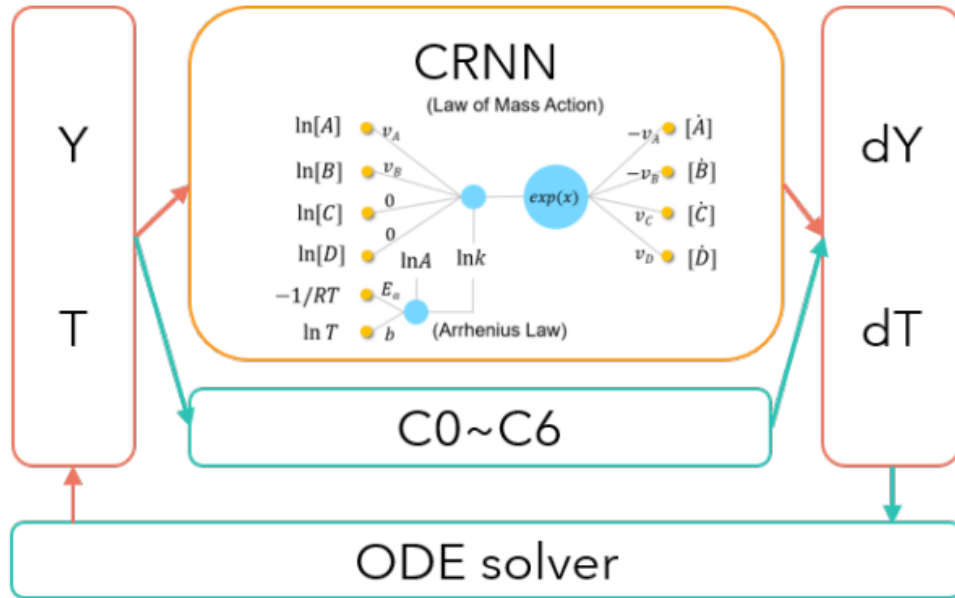 CRNN
(Law of Mass Action)
Y
T
ln[A]
ln[B]
ln[C]
ln[D]
−1/RT
ln T
v_A
v_B
0
0
lnA
lnk
E_a
b
(Arrhenius Law)
exp(x)
−v_A
−v_B
v_C
v_D
[Ȧ]
[Ḃ]
[Ċ]
[Ḋ]
dY
dT
C0~C6
ODE solver